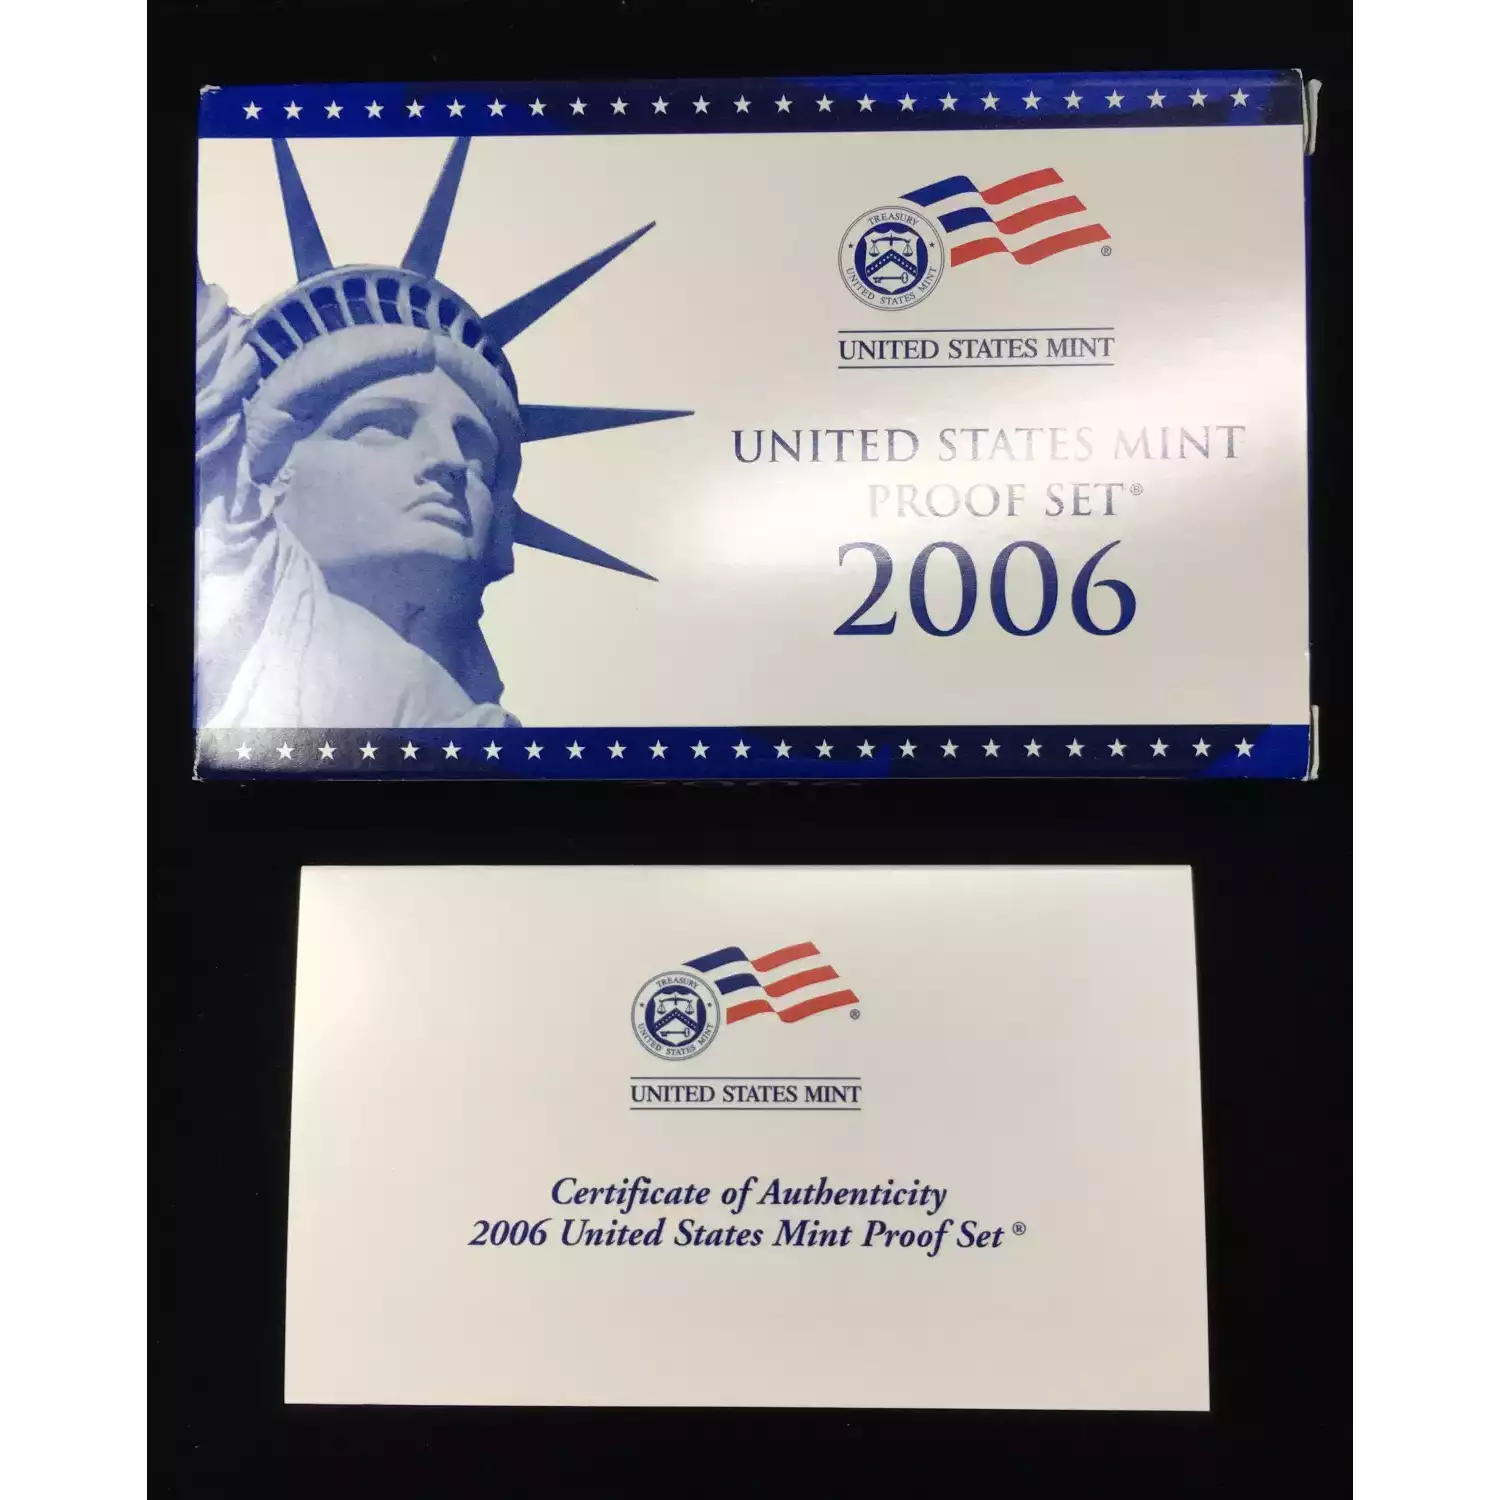 TREASURY
UNITED STATES MINT
®
UNITED STATES MINT
UNITED STATES MINT
PROOF SET®
2006
TREASURY
UNITED STATES MINT
®
UNITED STATES MINT
Certificate of Authenticity
2006 United States Mint Proof Set ®